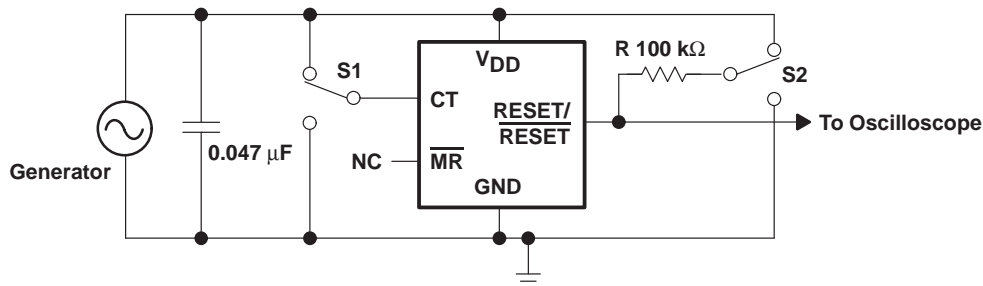 Generator
0.047 μF
S1
NC
VDD
CT
RESET/
RESET
MR
GND
R 100 kΩ
S2
To Oscilloscope